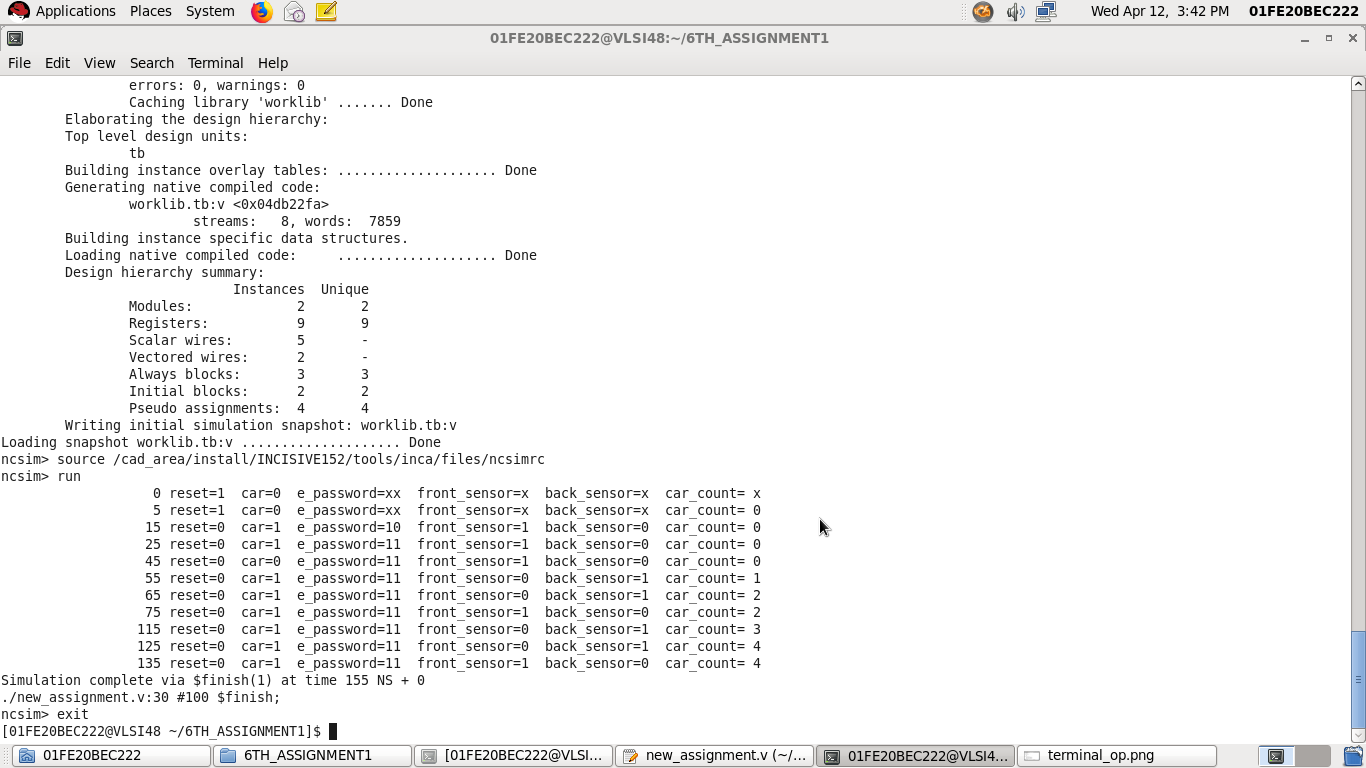 Applications Places System Wed Apr 12, 3:42 PM 01FE20BEC222
01FE20BEC222@VLSI48:~/6TH_ASSIGNMENT1
File Edit View Search Terminal Help
errors: 0, warnings: 0
Caching library 'worklib' ....... Done
Elaborating the design hierarchy:
Top level design units:
tb
Building instance overlay tables: .................... Done
Generating native compiled code:
worklib.tb:v <0x04db22fa>
streams:   8, words:  7859
Building instance specific data structures.
Loading native compiled code:     .................... Done
Design hierarchy summary:
Instances  Unique
Modules:             2       2
Registers:           9       9
Scalar wires:        5       -
Vectored wires:      2       -
Always blocks:       3       3
Initial blocks:      2       2
Pseudo assignments:  4       4
Writing initial simulation snapshot: worklib.tb:v
Loading snapshot worklib.tb:v .................... Done
ncsim> source /cad_area/install/INCISIVE152/tools/inca/files/ncsimrc
ncsim> run
0 reset=1  car=0  e_password=xx  front_sensor=x  back_sensor=x  car_count= x
5 reset=1  car=0  e_password=xx  front_sensor=x  back_sensor=x  car_count= 0
15 reset=0  car=1  e_password=10  front_sensor=1  back_sensor=0  car_count= 0
25 reset=0  car=1  e_password=11  front_sensor=1  back_sensor=0  car_count= 0
45 reset=0  car=0  e_password=11  front_sensor=1  back_sensor=0  car_count= 0
55 reset=0  car=1  e_password=11  front_sensor=0  back_sensor=1  car_count= 1
65 reset=0  car=1  e_password=11  front_sensor=0  back_sensor=1  car_count= 2
75 reset=0  car=1  e_password=11  front_sensor=1  back_sensor=0  car_count= 2
115 reset=0  car=1  e_password=11  front_sensor=0  back_sensor=1  car_count= 3
125 reset=0  car=1  e_password=11  front_sensor=0  back_sensor=1  car_count= 4
135 reset=0  car=1  e_password=11  front_sensor=1  back_sensor=0  car_count= 4
Simulation complete via $finish(1) at time 155 NS + 0
./new_assignment.v:30 #100 $finish;
ncsim> exit
[01FE20BEC222@VLSI48 ~/6TH_ASSIGNMENT1]$
01FE20BEC222 6TH_ASSIGNMENT1 [01FE20BEC222@VLSI... new_assignment.v (~/... 01FE20BEC222@VLSI4... terminal_op.png